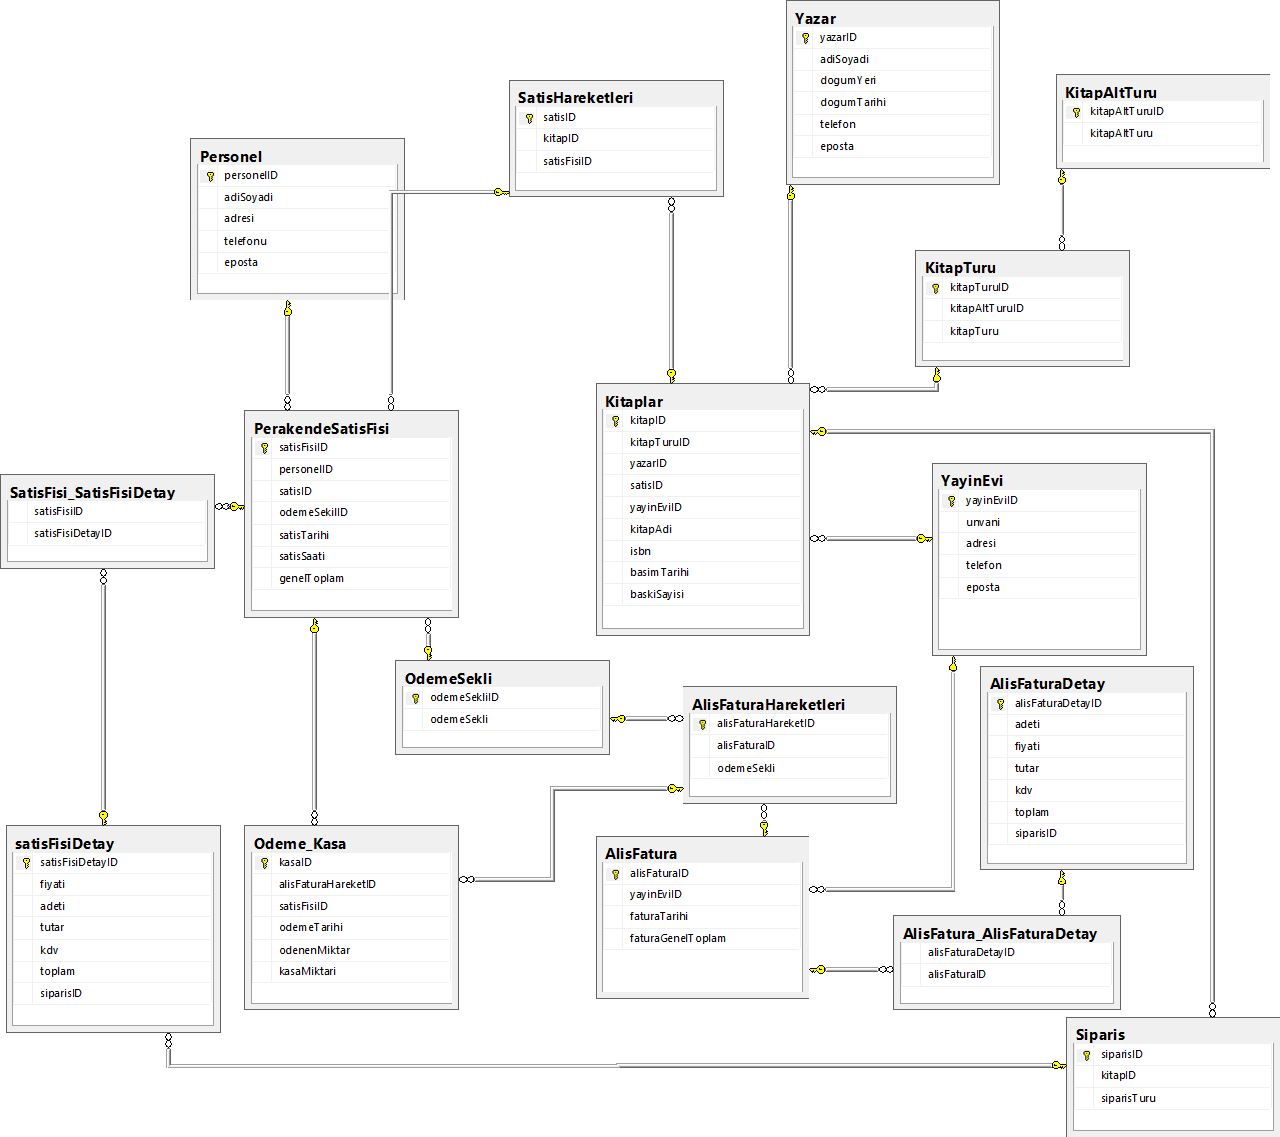 Yazar
yazarID
adiSoyadi
dogumYeri
dogumTarihi
telefon
eposta
KitapAltTuru
kitapAltTuruID
kitapAltTuru
SatisHareketleri
satisID
kitapID
satisFisiID
Personel
personelID
adiSoyadi
adresi
telefonu
eposta
KitapTuru
kitapTuruID
kitapAltTuruID
kitapTuru
Kitaplar
kitapID
kitapTuruID
yazarID
satisID
yayinEviID
kitapAdi
isbn
basimTarihi
baskiSayisi
PerakendeSatisFisi
satisFisiID
personelID
satisID
odemeSekilID
satisTarihi
satisSaati
genelToplam
YayinEvi
yayinEviID
unvani
adresi
telefon
eposta
SatisFisi_SatisFisiDetay
satisFisiID
satisFisiDetayID
OdemeSekli
odemeSekliID
odemeSekli
AlisFaturaDetay
alisFaturaDetayID
adeti
fiyati
tutar
kdv
toplam
siparisID
AlisFaturaHareketleri
alisFaturaHareketID
alisFaturaID
odemeSekli
satisFisiDetay
satisFisiDetayID
fiyati
adeti
tutar
kdv
toplam
siparisID
Odeme_Kasa
kasaID
alisFaturaHareketID
satisFisiID
odemeTarihi
odenenMiktar
kasaMiktari
AlisFatura
alisFaturaID
yayinEviID
faturaTarihi
faturaGenelToplam
AlisFatura_AlisFaturaDetay
alisFaturaDetayID
alisFaturaID
Siparis
siparisID
kitapID
siparisTuru